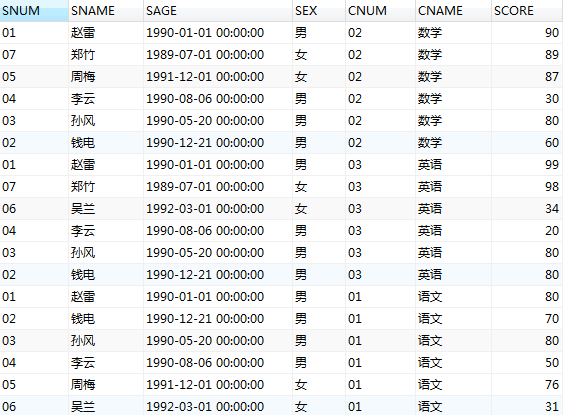 SNUM SNAME SAGE SEX CNUM CNAME SCORE
01 赵雷 1990-01-01 00:00:00 男 02 数学 90
07 郑竹 1989-07-01 00:00:00 女 02 数学 89
05 周梅 1991-12-01 00:00:00 女 02 数学 87
04 李云 1990-08-06 00:00:00 男 02 数学 30
03 孙风 1990-05-20 00:00:00 男 02 数学 80
02 钱电 1990-12-21 00:00:00 男 02 数学 60
01 赵雷 1990-01-01 00:00:00 男 03 英语 99
07 郑竹 1989-07-01 00:00:00 女 03 英语 98
06 吴兰 1992-03-01 00:00:00 女 03 英语 34
04 李云 1990-08-06 00:00:00 男 03 英语 20
03 孙风 1990-05-20 00:00:00 男 03 英语 80
02 钱电 1990-12-21 00:00:00 男 03 英语 80
01 赵雷 1990-01-01 00:00:00 男 01 语文 80
02 钱电 1990-12-21 00:00:00 男 01 语文 70
03 孙风 1990-05-20 00:00:00 男 01 语文 80
04 李云 1990-08-06 00:00:00 男 01 语文 50
05 周梅 1991-12-01 00:00:00 女 01 语文 76
06 吴兰 1992-03-01 00:00:00 女 01 语文 31